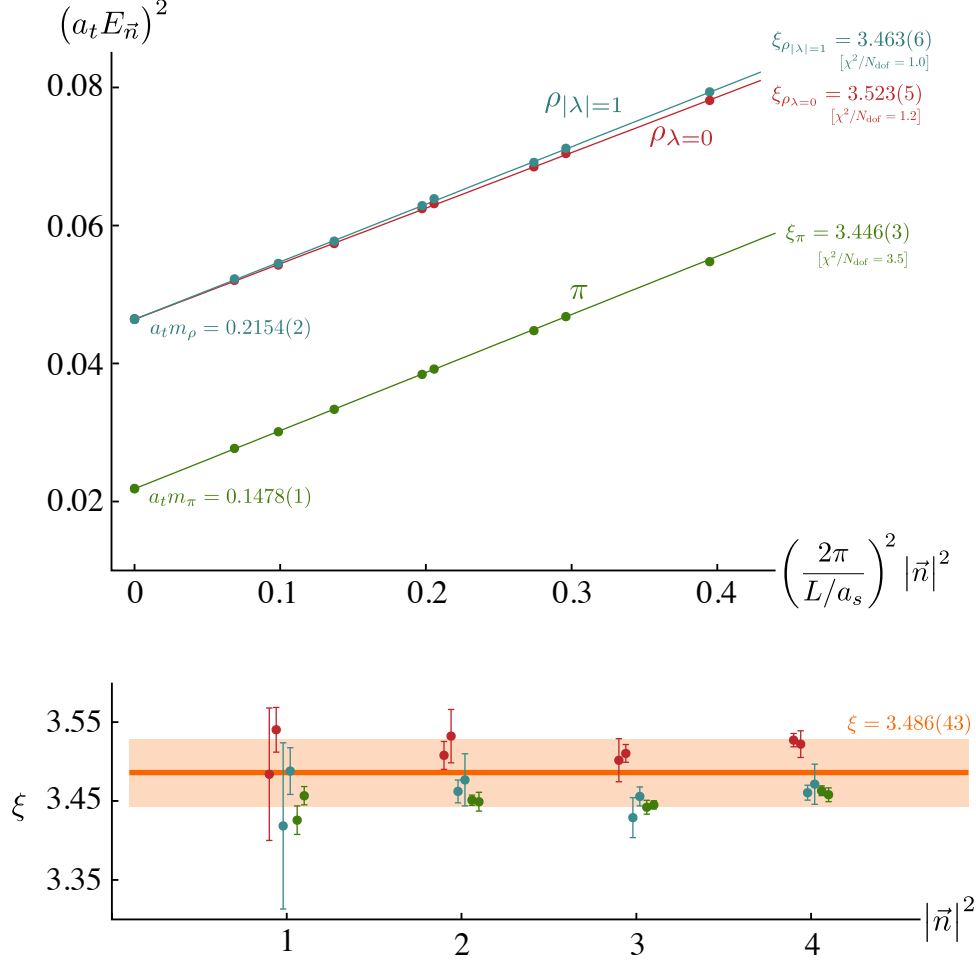 (a_t E_{\vec{n}})^2
ξ_{ρ_{|λ|=1}} = 3.463(6)
[χ²/N_dof = 1.0]
0.08
ρ_{|λ|=1}
ξ_{ρ_{λ=0}} = 3.523(5)
[χ²/N_dof = 1.2]
ρ_{λ=0}
0.06
ξ_π = 3.446(3)
[χ²/N_dof = 3.5]
π
a_t m_ρ = 0.2154(2)
0.04
a_t m_π = 0.1478(1)
0.02
0 0.1 0.2 0.3 0.4
(2π / L/a_s)^2 |\vec{n}|^2
3.55
ξ = 3.486(43)
ξ
3.45
3.35
1 2 3 4
|\vec{n}|^2